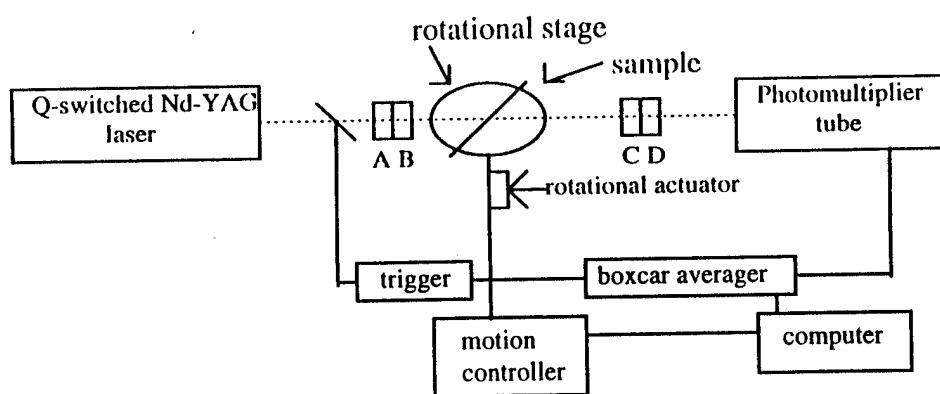 rotational stage
sample
Q-switched Nd-YAG
laser
Photomultiplier
tube
A B
C D
rotational actuator
trigger
boxcar averager
motion
controller
computer